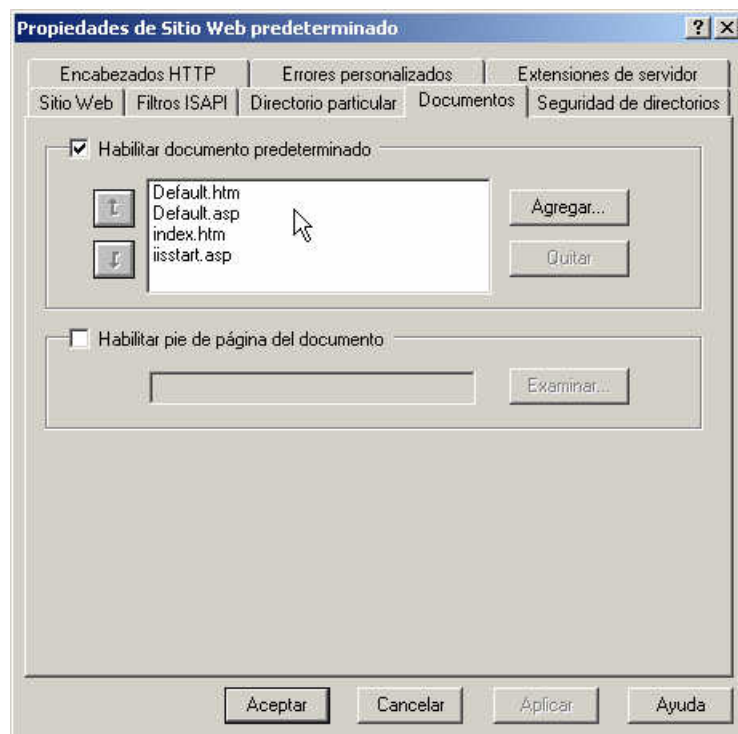 Propiedades de Sitio Web predeterminado
Encabezados HTTP Errores personalizados Extensiones de servidor
Sitio Web Filtros ISAPI Directorio particular Documentos Seguridad de directorios
Habilitar documento predeterminado
Default.htm
Default.asp
index.htm
iisstart.asp
Agregar...
Quitar
Habilitar pie de página del documento
Examinar...
Aceptar Cancelar Aplicar Ayuda